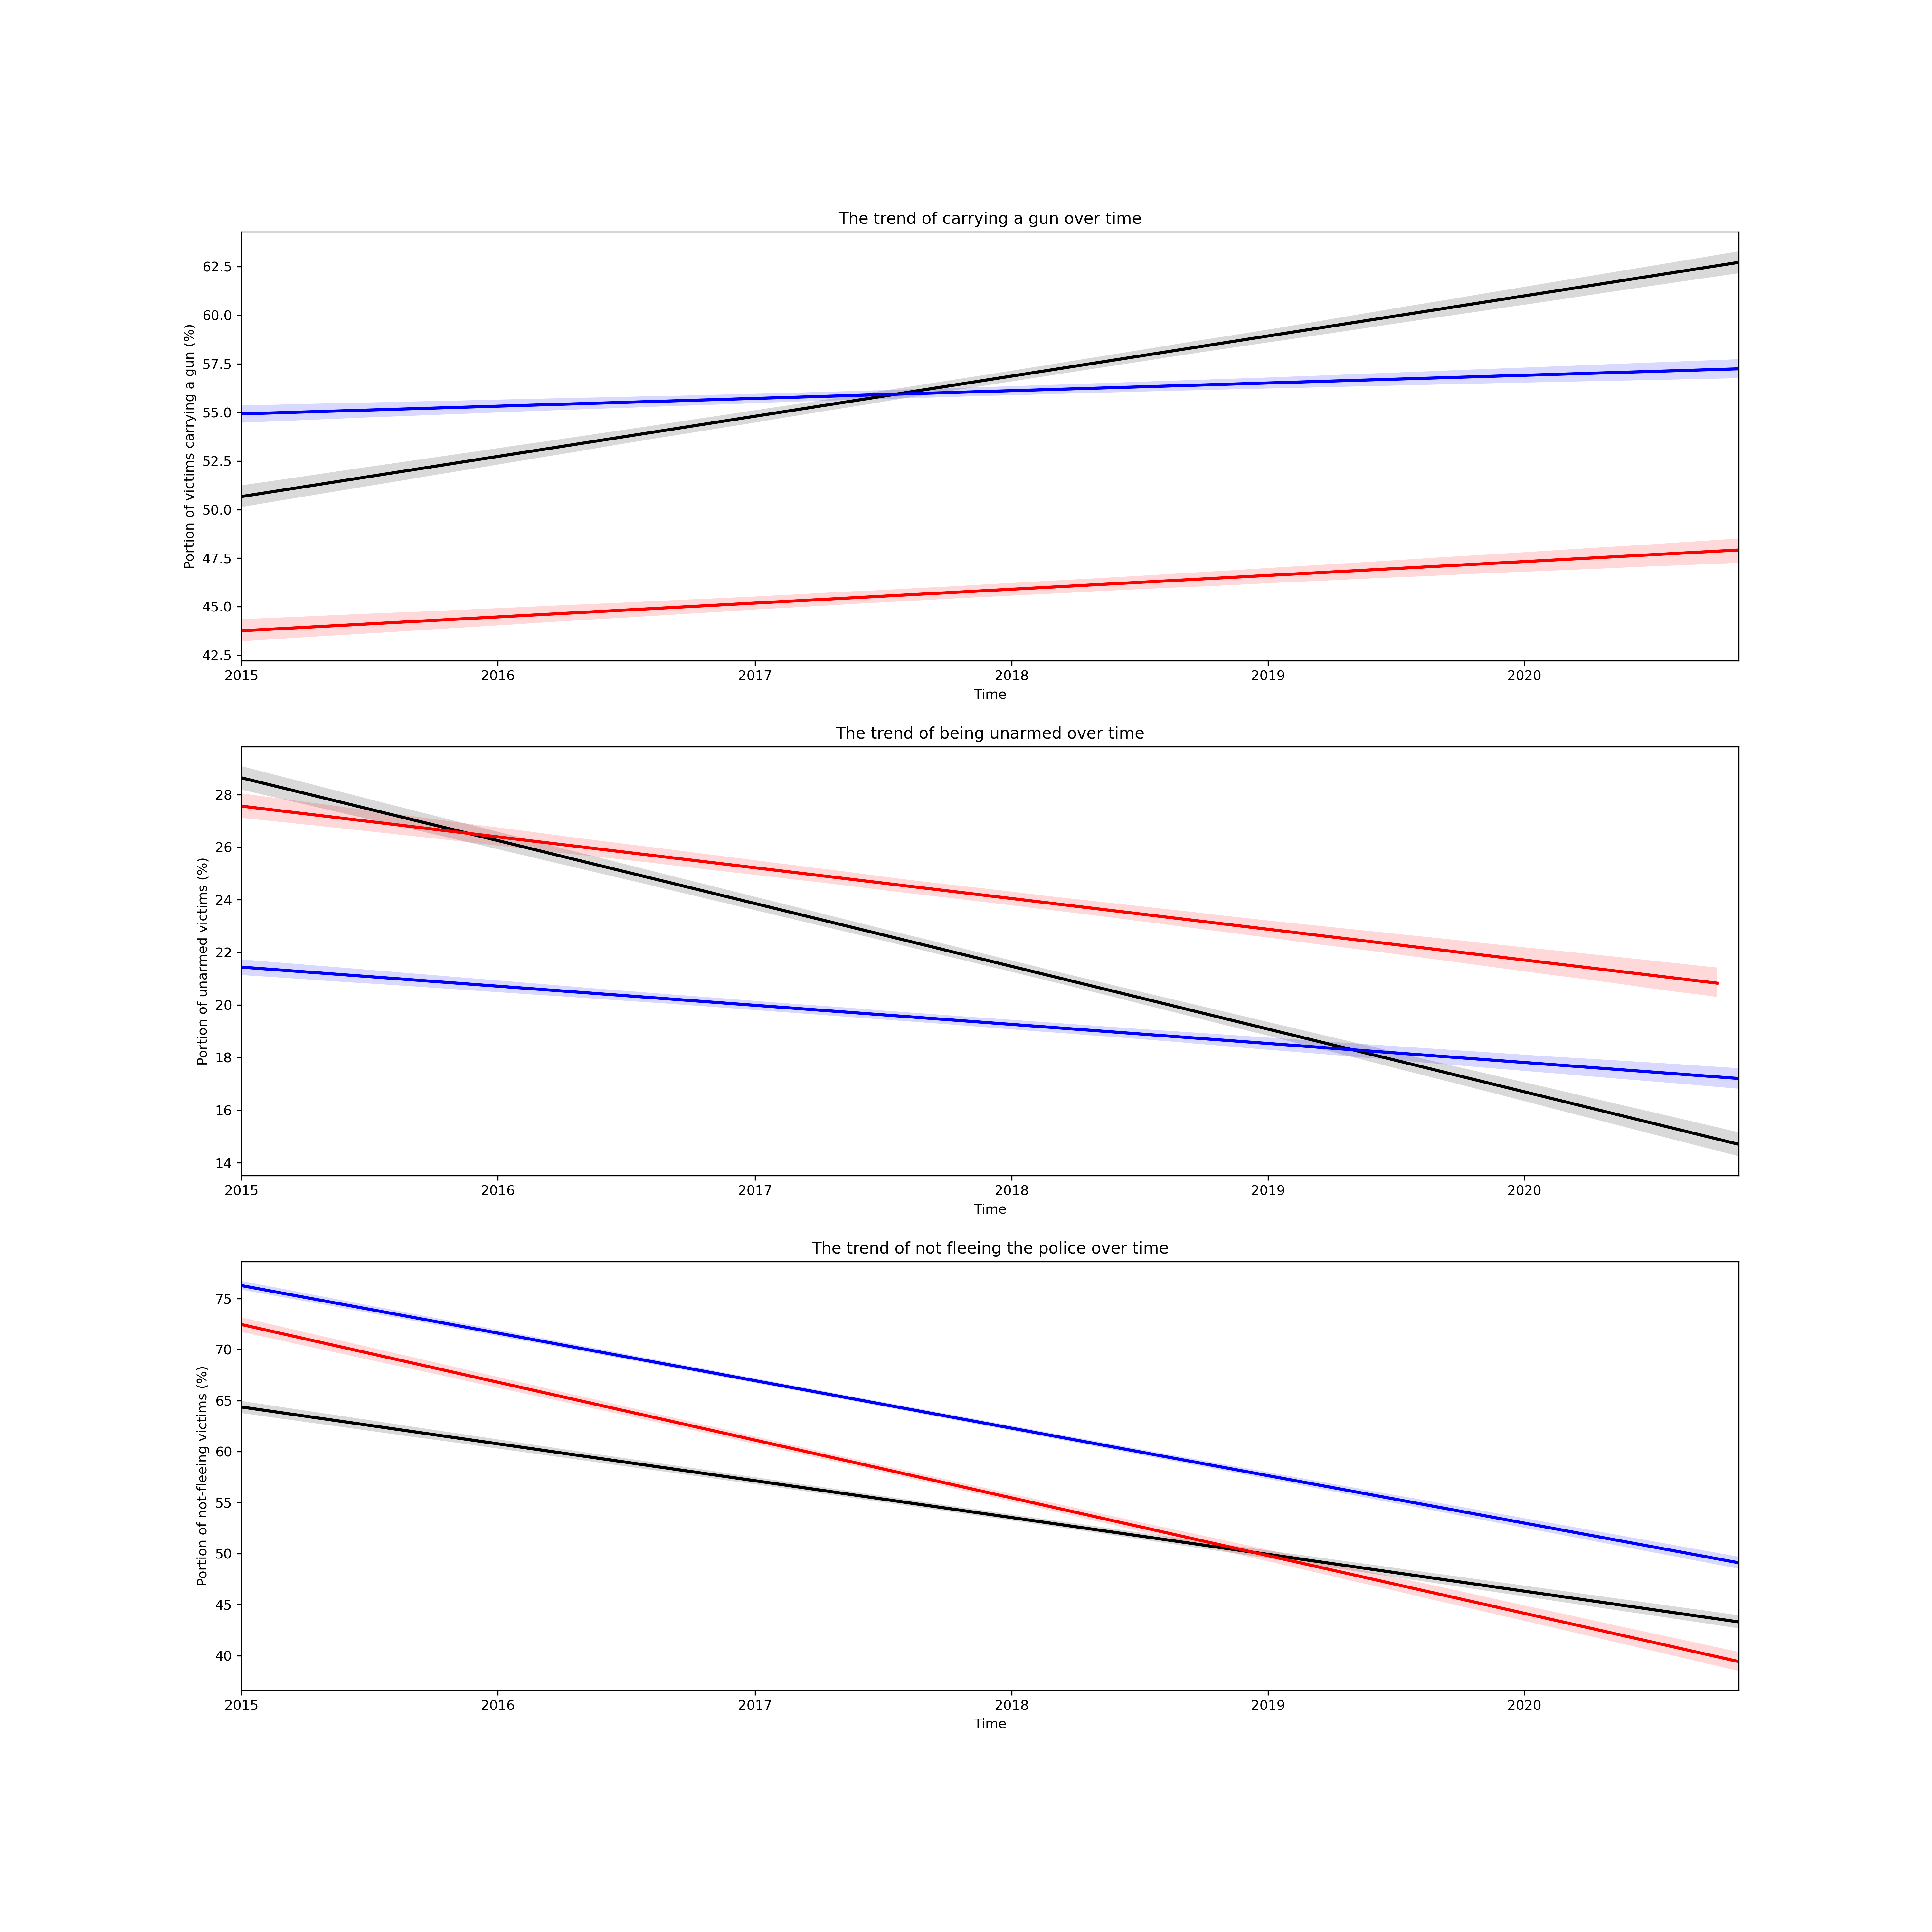 The trend of carrying a gun over time
Portion of victims carrying a gun (%)
62.5
60.0
57.5
55.0
52.5
50.0
47.5
45.0
42.5
2015 2016 2017 2018 2019 2020
Time
The trend of being unarmed over time
Portion of unarmed victims (%)
28
26
24
22
20
18
16
14
2015 2016 2017 2018 2019 2020
Time
The trend of not fleeing the police over time
Portion of not-fleeing victims (%)
75
70
65
60
55
50
45
40
2015 2016 2017 2018 2019 2020
Time